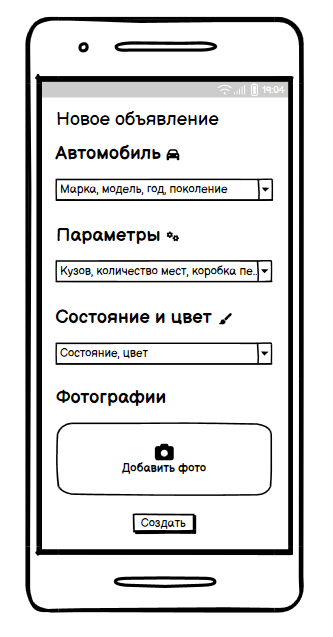 19:04
Новое объявление
Автомобиль
Марка, модель, год, поколение
Параметры
Кузов, количество мест, коробка пе..
Состояние и цвет
Состояние, цвет
Фотографии
Добавить фото
Создать